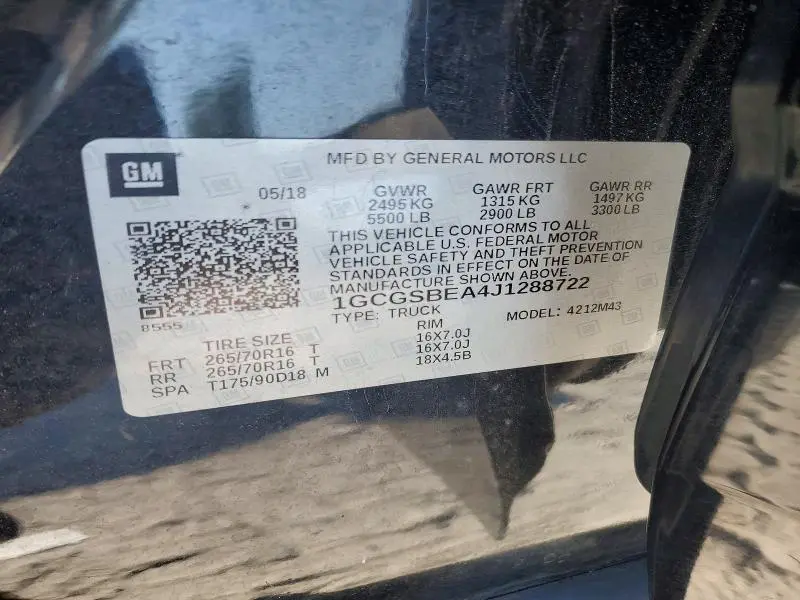 GM
MFD BY GENERAL MOTORS LLC
05/18 GVWR GAWR FRT GAWR RR
2495 KG 1315 KG 1497 KG
5500 LB 2900 LB 3300 LB
THIS VEHICLE CONFORMS TO ALL
APPLICABLE U.S. FEDERAL MOTOR
VEHICLE SAFETY AND THEFT PREVENTION
STANDARDS IN EFFECT ON THE DATE OF
MANUFACTURE SHOWN ABOVE.
1GCGSBEA4J1288722
8555
TYPE: TRUCK MODEL: 4212M43
TIRE SIZE RIM
FRT 265/70R16 T 16X7.0J
RR 265/70R16 T 16X7.0J
SPA T175/90D18 M 18X4.5B